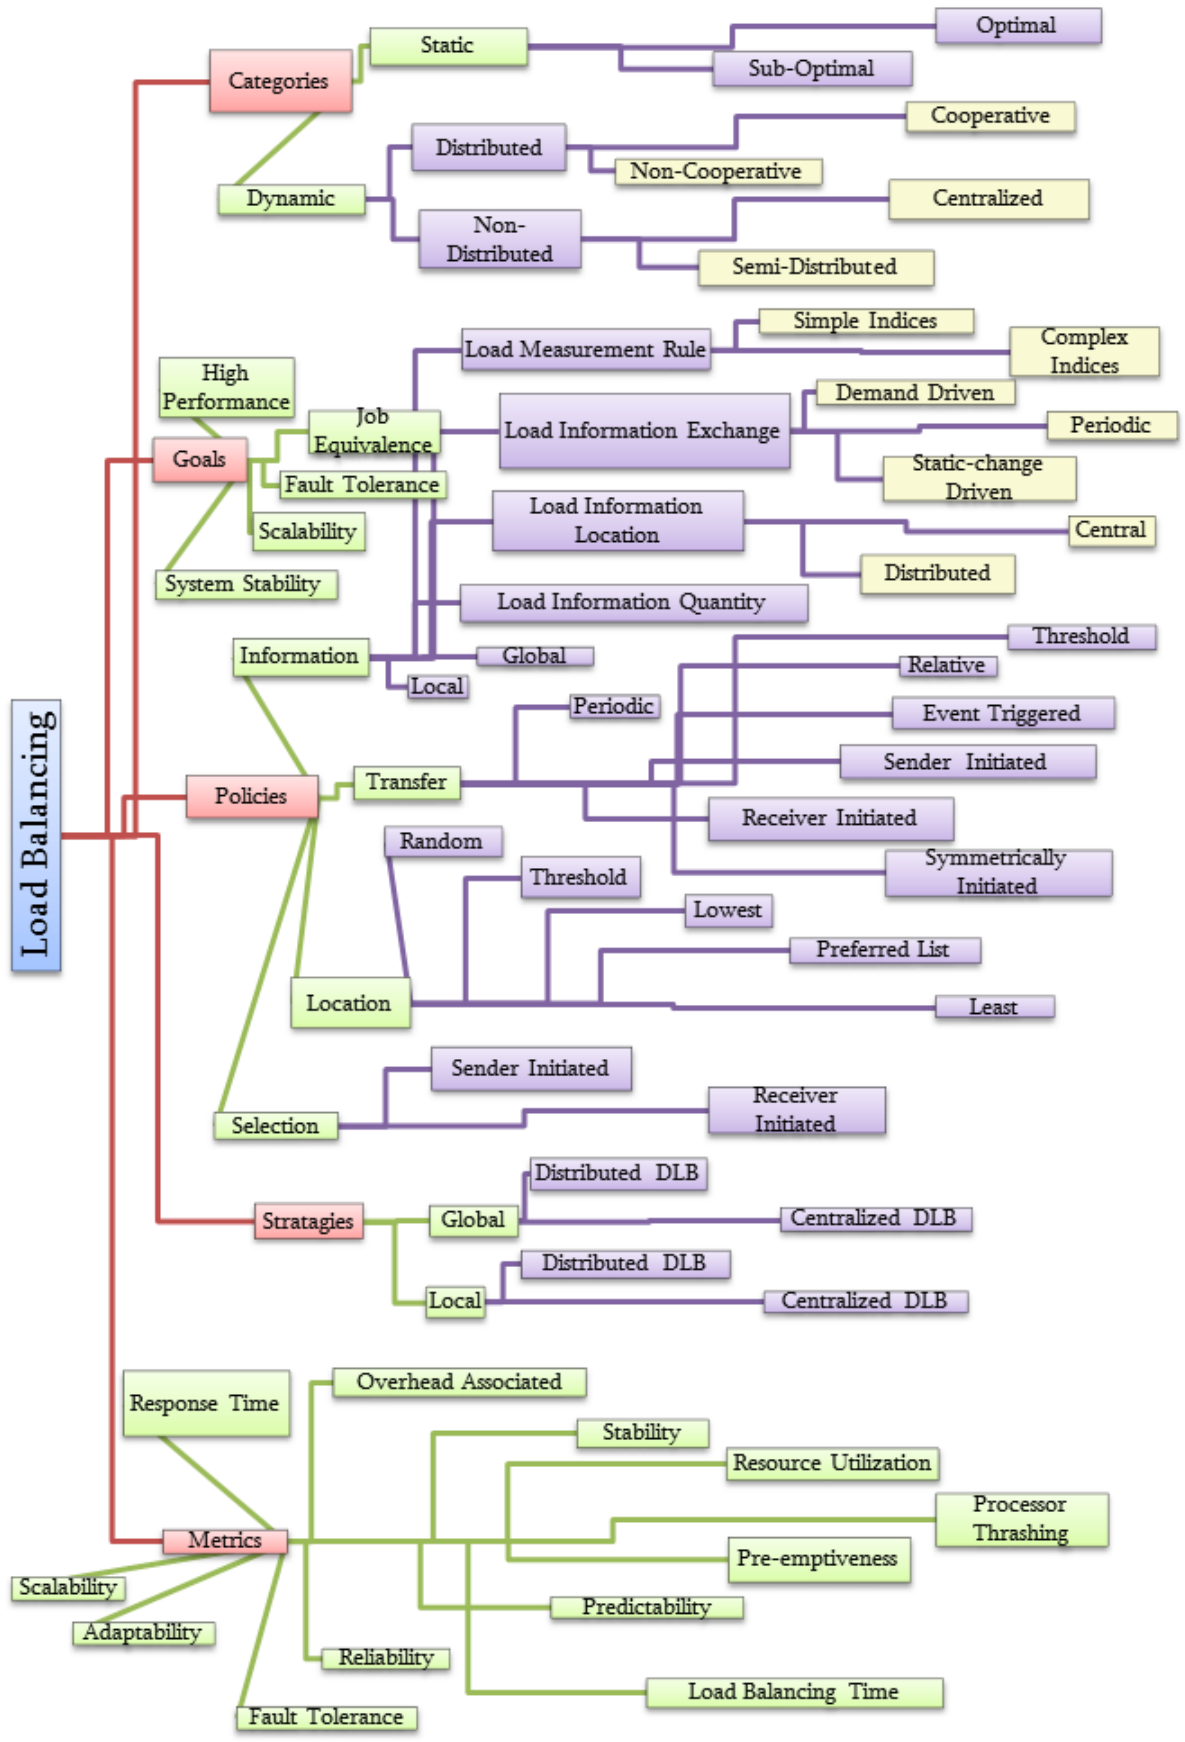 Load Balancing
Categories
Static
Optimal
Sub-Optimal
Dynamic
Distributed
Cooperative
Non-Cooperative
Non-
Distributed
Centralized
Semi-Distributed
Goals
High
Performance
Job
Equivalence
Fault Tolerance
Scalability
System Stability
Policies
Information
Load Measurement Rule
Simple Indices
Complex
Indices
Load Information Exchange
Demand Driven
Periodic
Static-change
Driven
Load Information
Location
Central
Distributed
Load Information Quantity
Global
Local
Transfer
Periodic
Threshold
Relative
Event Triggered
Sender Initiated
Receiver Initiated
Symmetrically
Initiated
Location
Random
Threshold
Lowest
Preferred List
Least
Selection
Sender Initiated
Receiver
Initiated
Stratagies
Global
Distributed DLB
Centralized DLB
Local
Distributed DLB
Centralized DLB
Metrics
Response Time
Overhead Associated
Stability
Resource Utilization
Processor
Thrashing
Pre-emptiveness
Predictability
Load Balancing Time
Reliability
Fault Tolerance
Adaptability
Scalability